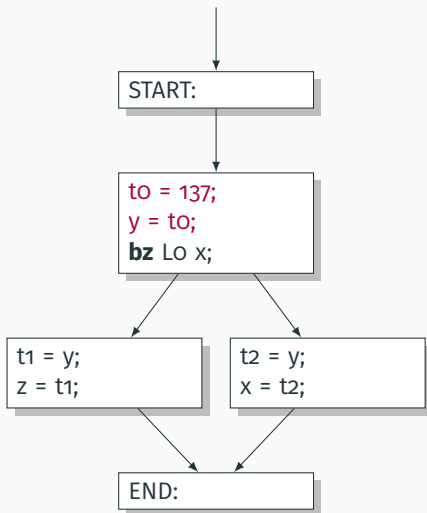 START:
t0 = 137;
y = t0;
bz L0 x;
t1 = y;
z = t1;
t2 = y;
x = t2;
END: